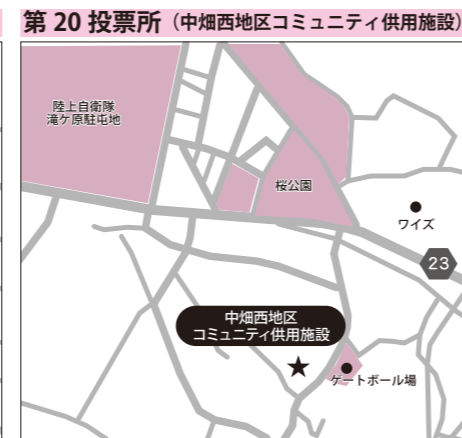 第 20 投票所（中畑西地区コミュニティ供用施設）
陸上自衛隊
滝ケ原駐屯地
桜公園
ワイズ
23
中畑西地区
コミュニティ供用施設
ゲートボール場